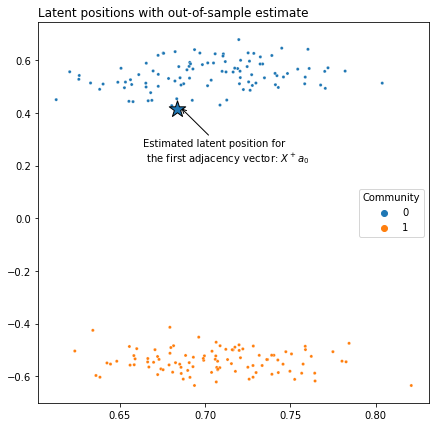 Latent positions with out-of-sample estimate
0.6
0.4
Estimated latent position for
the first adjacency vector: $X^+a_0$
0.2
Community
0
1
0.0
−0.2
−0.4
−0.6
0.65 0.70 0.75 0.80